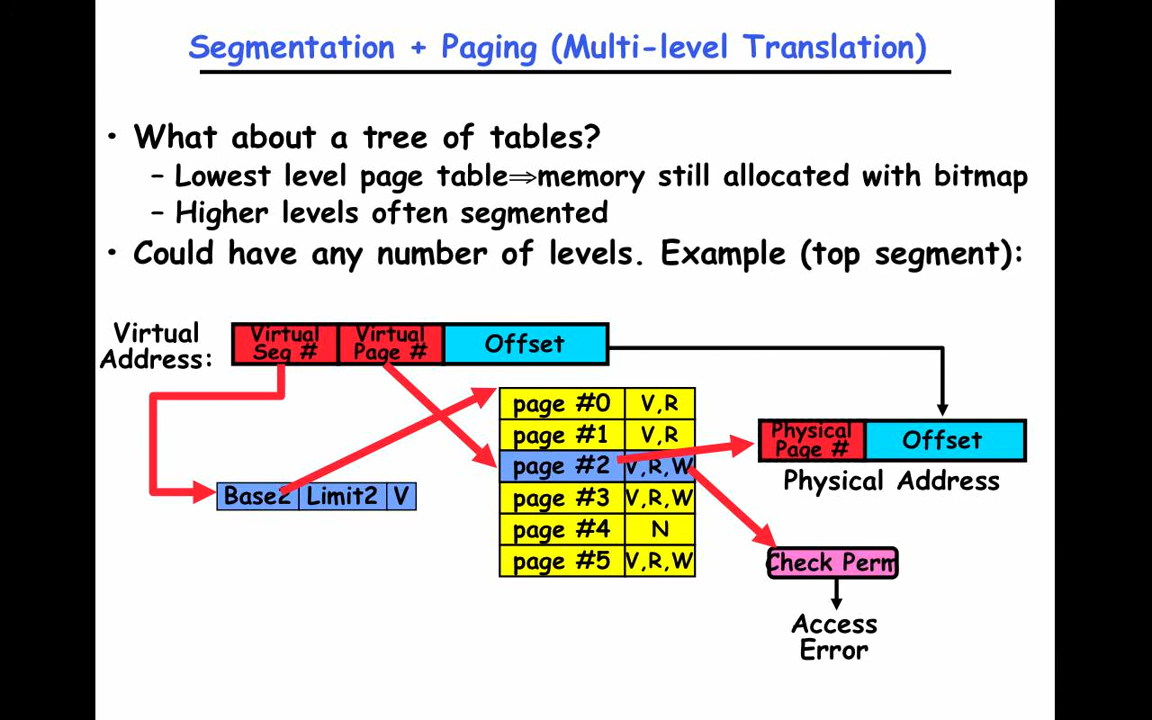 Segmentation + Paging (Multi-level Translation)
• What about a tree of tables?
– Lowest level page table⇒memory still allocated with bitmap
– Higher levels often segmented
• Could have any number of levels. Example (top segment):
Virtual
Address:
Virtual
Seg #
Virtual
Page #
Offset
page #0 V,R
page #1 V,R
page #2 V,R,W
page #3 V,R,W
page #4 N
page #5 V,R,W
Physical
Page #
Offset
Physical Address
Base2 Limit2 V
Check Perm
Access
Error